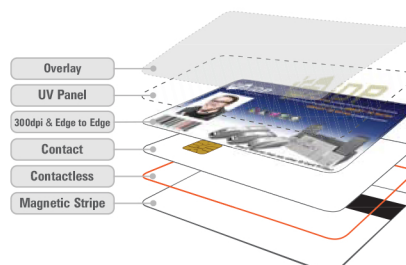 Overlay
UV Panel
300dpi & Edge to Edge
Contact
Contactless
Magnetic Stripe